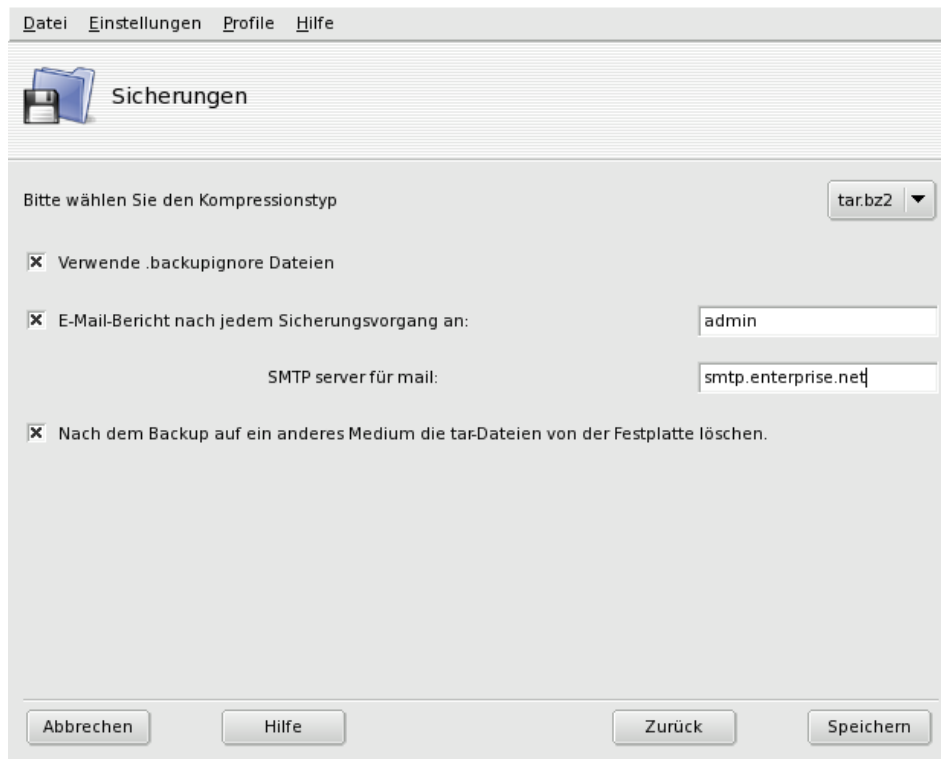 Datei Einstellungen Profile Hilfe
Sicherungen
Bitte wählen Sie den Kompressionstyp tar.bz2
Verwende .backupignore Dateien
E-Mail-Bericht nach jedem Sicherungsvorgang an: admin
SMTP server für mail: smtp.enterprise.net
Nach dem Backup auf ein anderes Medium die tar-Dateien von der Festplatte löschen.
Abbrechen Hilfe Zurück Speichern